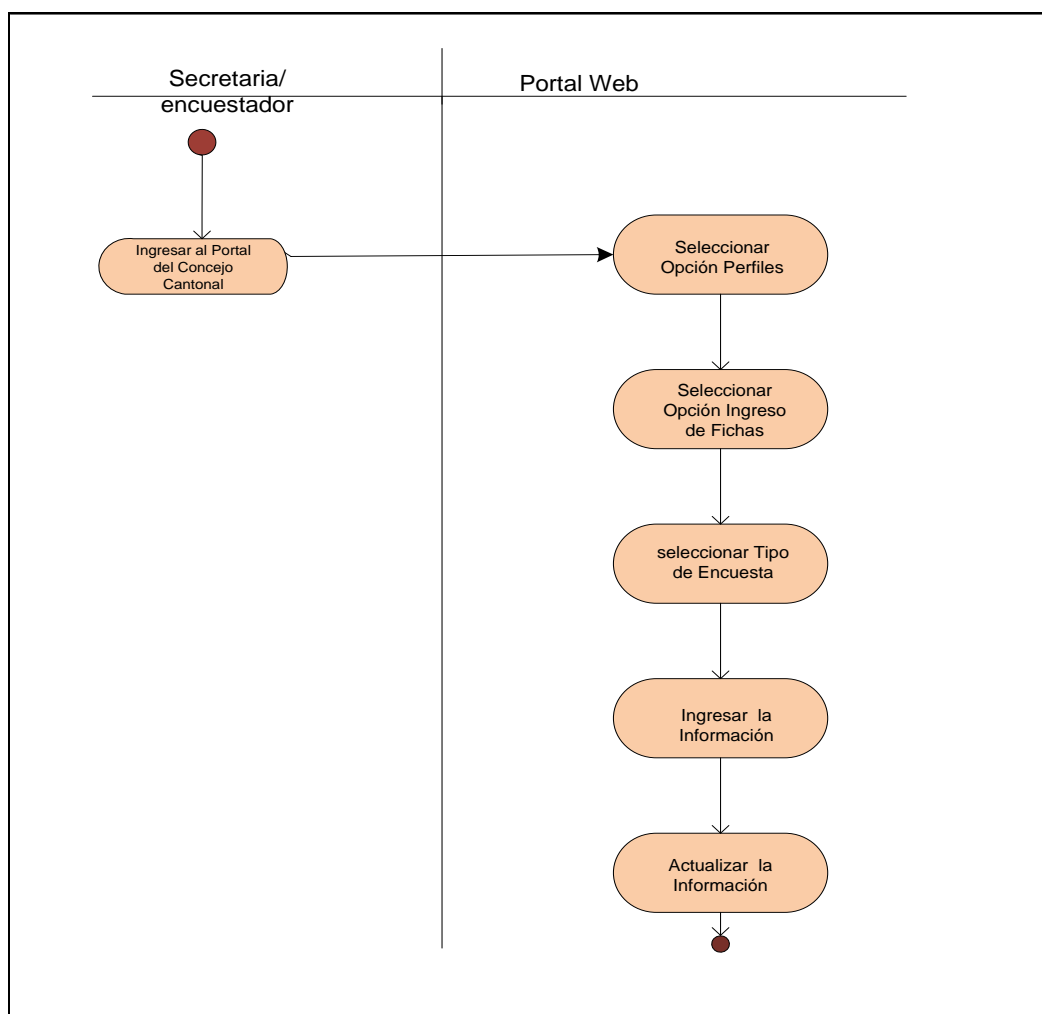 Secretaria/
encuestador
Portal Web
Ingresar al Portal
del Concejo
Cantonal
Seleccionar
Opción Perfiles
Seleccionar
Opción Ingreso
de Fichas
seleccionar Tipo
de Encuesta
Ingresar la
Información
Actualizar la
Información